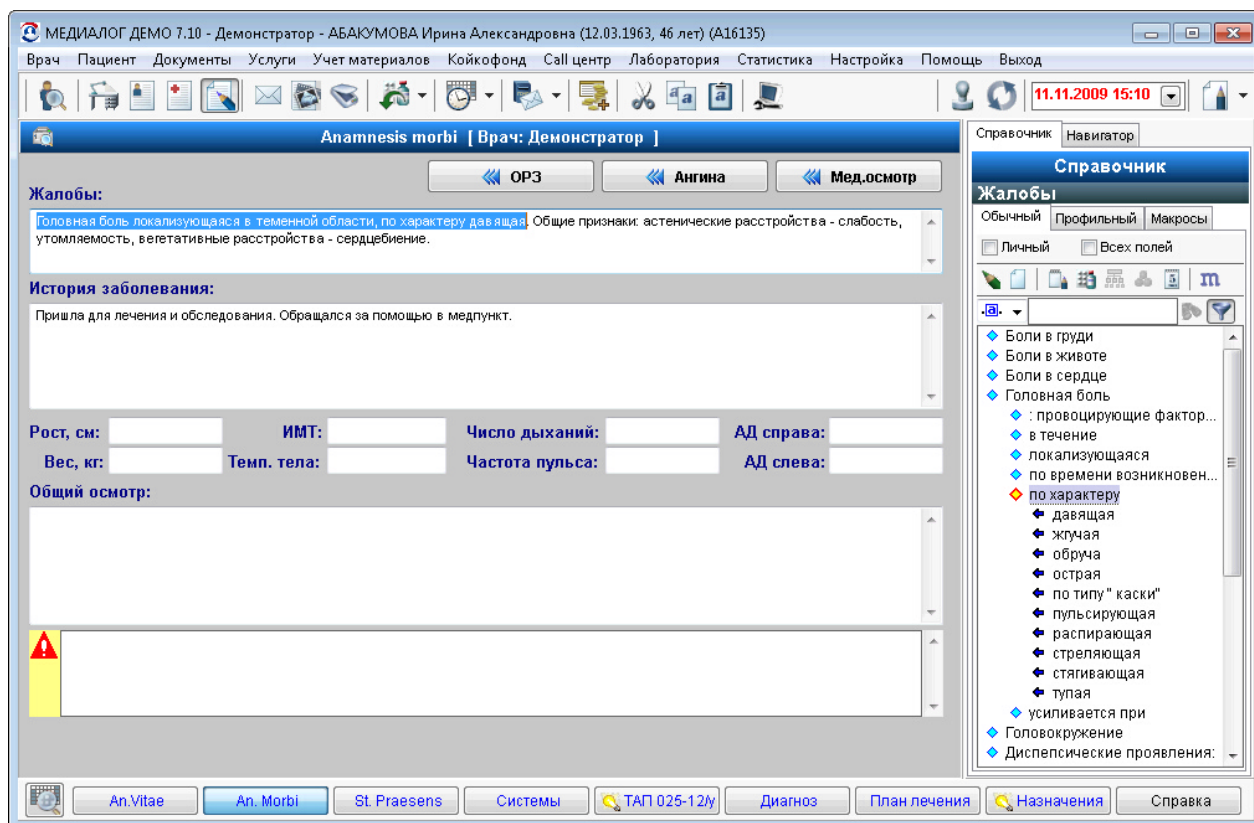 МЕДИАЛОГ ДЕМО 7.10 - Демонстратор - АБАКУМОВА Ирина Александровна (12.03.1963, 46 лет) (А16135)
Врач Пациент Документы Услуги Учет материалов Койкофонд Call центр Лаборатория Статистика Настройка Помощь Выход
11.11.2009 15:10
Anamnesis morbi [ Врач: Демонстратор ]
ОРЗ Ангина Мед.осмотр
Жалобы:
Головная боль локализующаяся в теменной области, по характеру давящая. Общие признаки: астенические расстройства - слабость,
утомляемость, вегетативные расстройства - сердцебиение.
История заболевания:
Пришла для лечения и обследования. Обращался за помощью в медпункт.
Рост, см: ИМТ: Число дыханий: АД справа:
Вес, кг: Темп. тела: Частота пульса: АД слева:
Общий осмотр:
Справочник Навигатор
Справочник
Жалобы
Обычный Профильный Макросы
Личный Всех полей
m
.a.
Боли в груди
Боли в животе
Боли в сердце
Головная боль
: провоцирующие фактор...
в течение
локализующаяся
по времени возникновен...
по характеру
давящая
жгучая
обруча
острая
по типу " каски"
пульсирующая
распирающая
стреляющая
стягивающая
тупая
усиливается при
Головокружение
Диспепсические проявления:
An.Vitae An. Morbi St. Praesens Системы ТАП 025-12/у Диагноз План лечения Назначения Справка